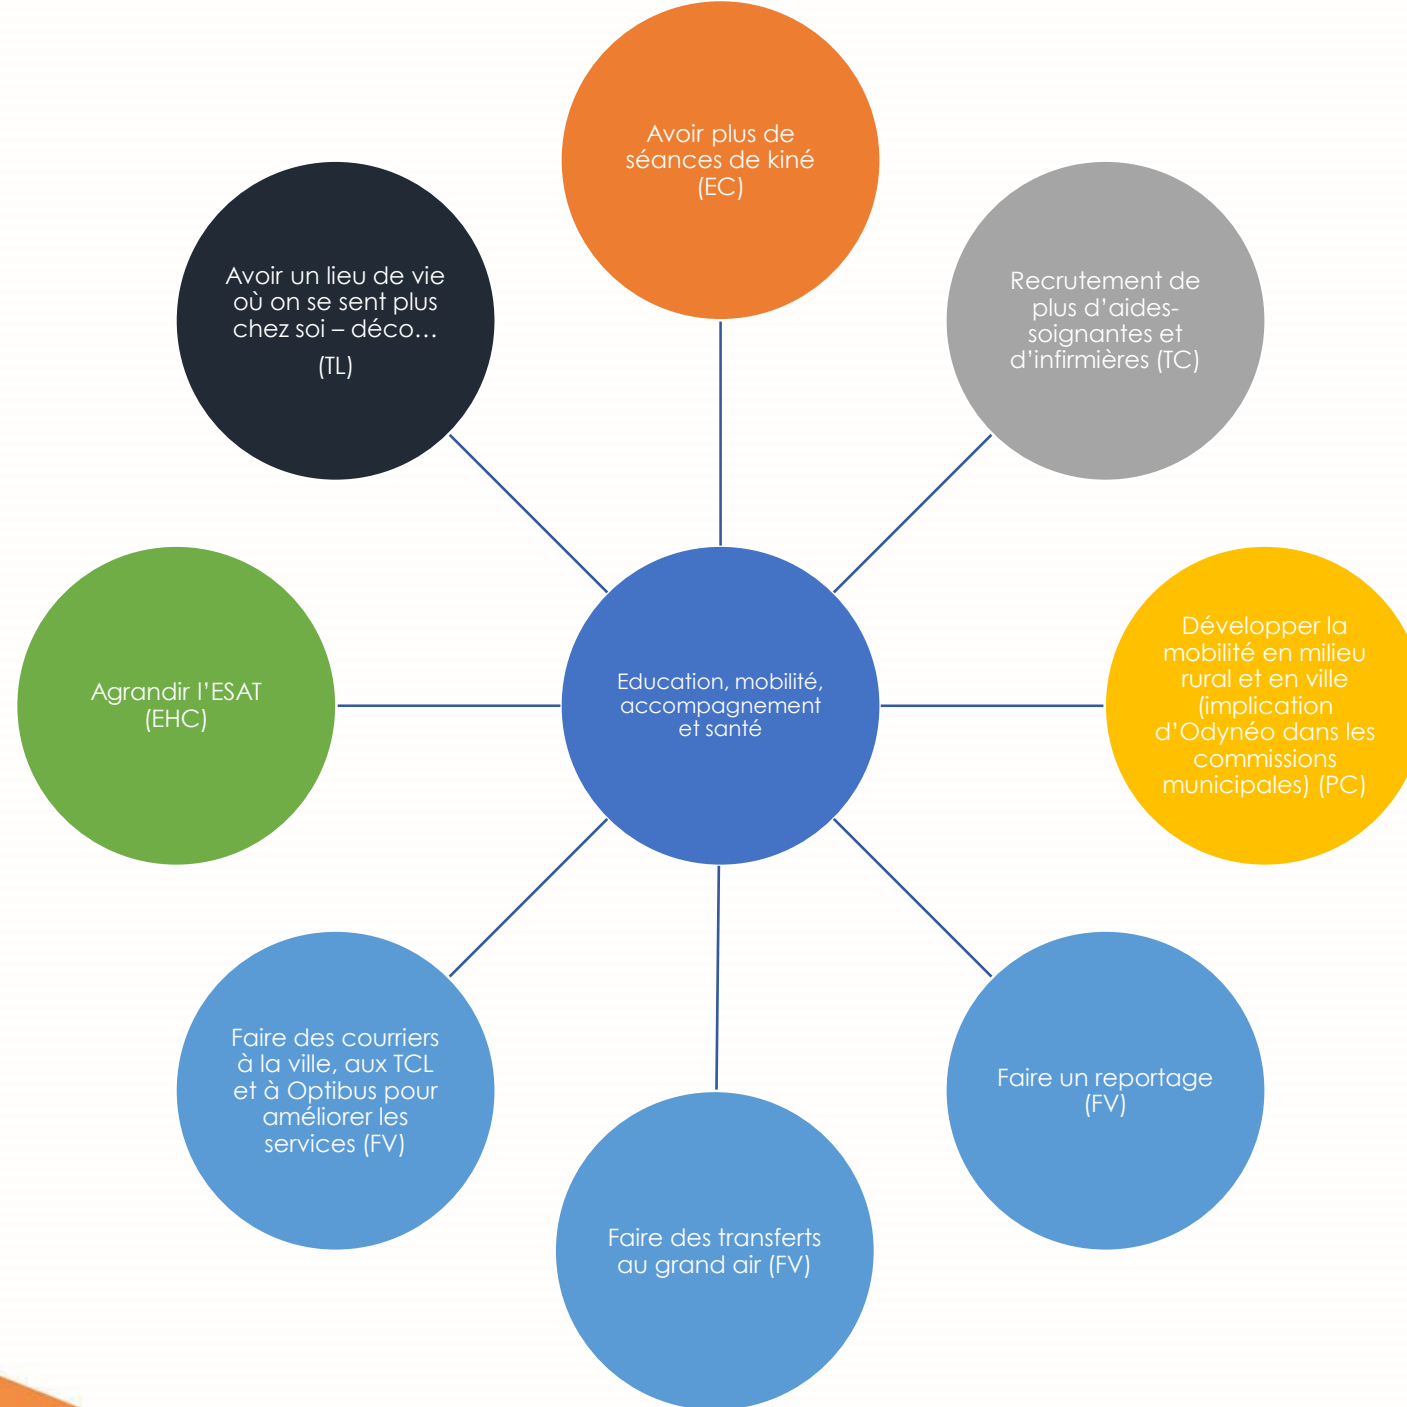 Avoir plus de
séances de kiné
(EC)
Recrutement de
plus d’aides-
soignantes et
d’infirmières (TC)
Développer la
mobilité en milieu
rural et en ville
(implication
d’Odynéo dans les
commissions
municipales) (PC)
Faire un reportage
(FV)
Faire des transferts
au grand air (FV)
Faire des courriers
à la ville, aux TCL
et à Optibus pour
améliorer les
services (FV)
Agrandir l’ESAT
(EHC)
Avoir un lieu de vie
où on se sent plus
chez soi – déco…
(TL)
Education, mobilité,
accompagnement
et santé